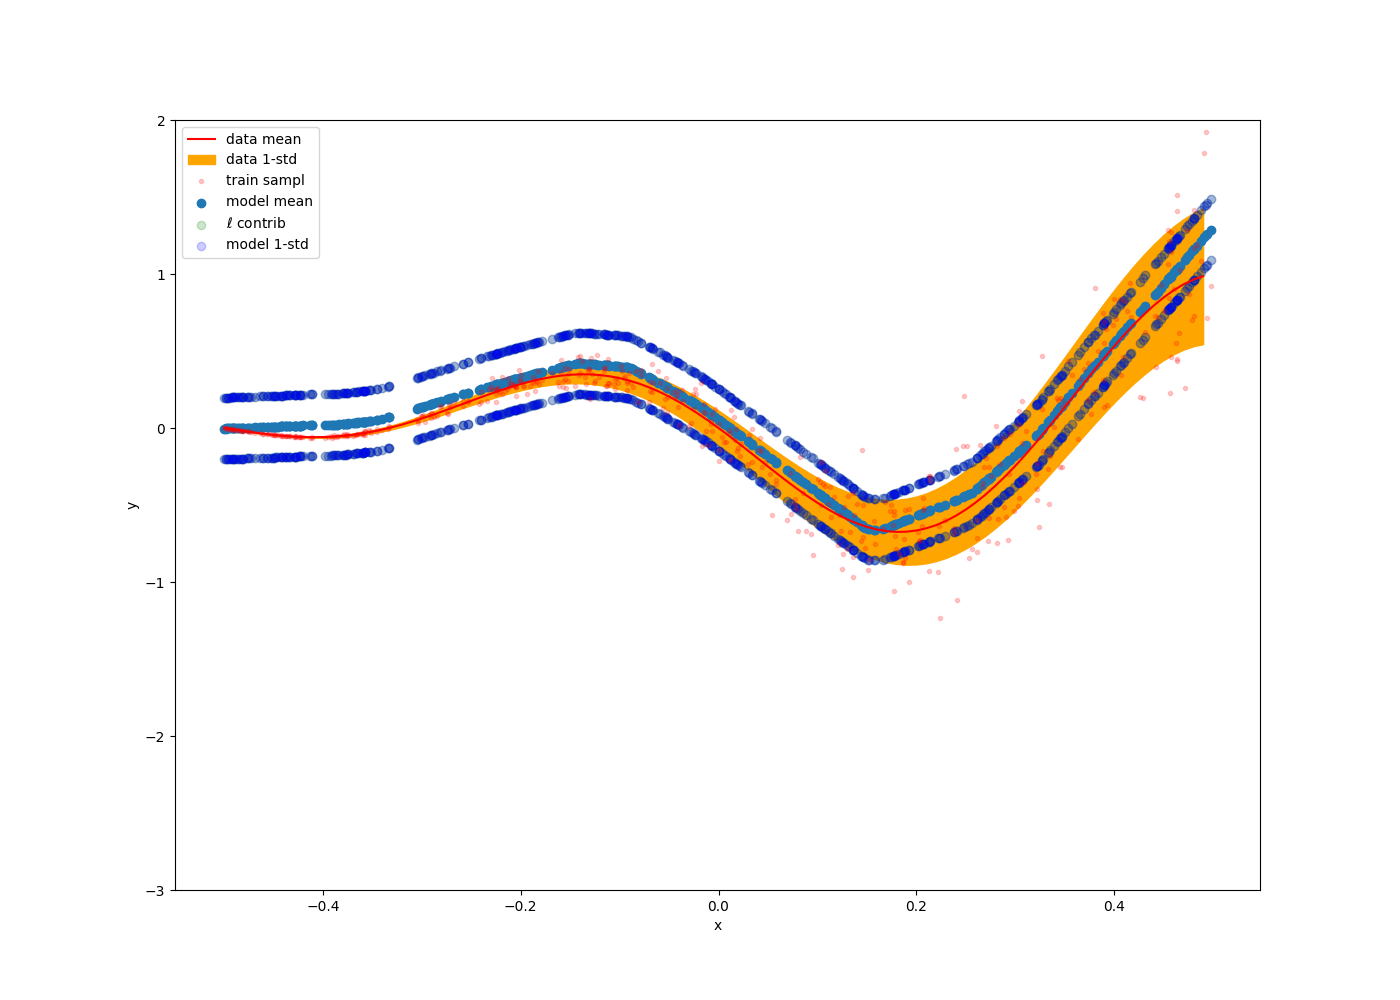 2
1
0
−1
−2
−3
y
data mean
data 1-std
train sampl
model mean
ℓ contrib
model 1-std
−0.4
−0.2
0.0
0.2
0.4
x